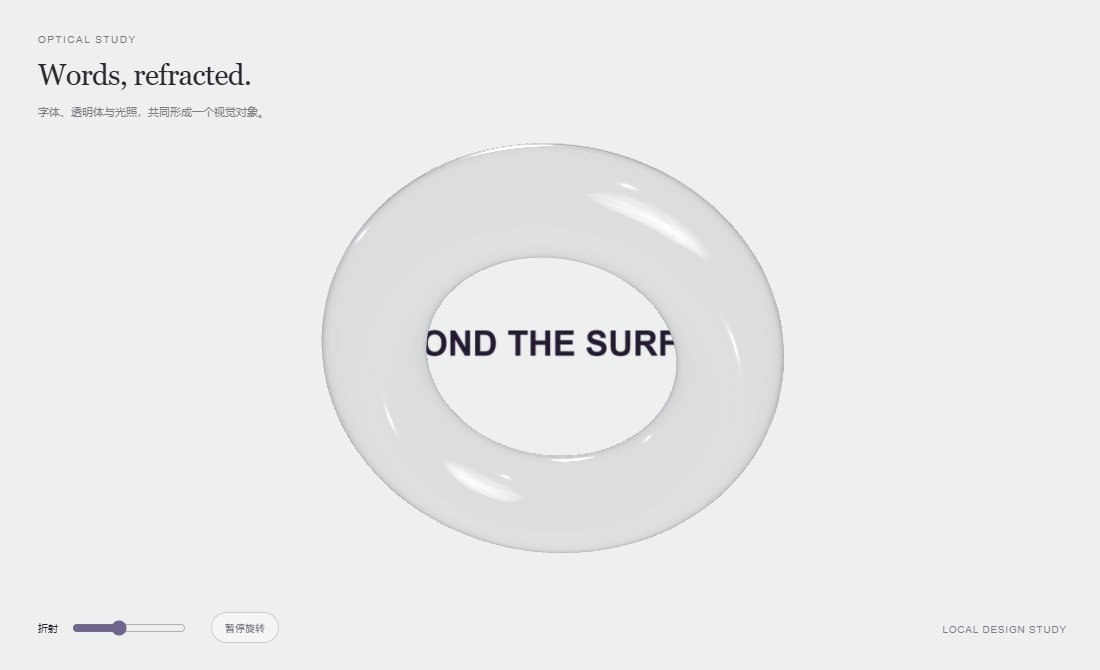 OPTICAL STUDY
Words, refracted.
字体、透明体与光照，共同形成一个视觉对象。
OND THE SURF
折射
暂停旋转
LOCAL DESIGN STUDY